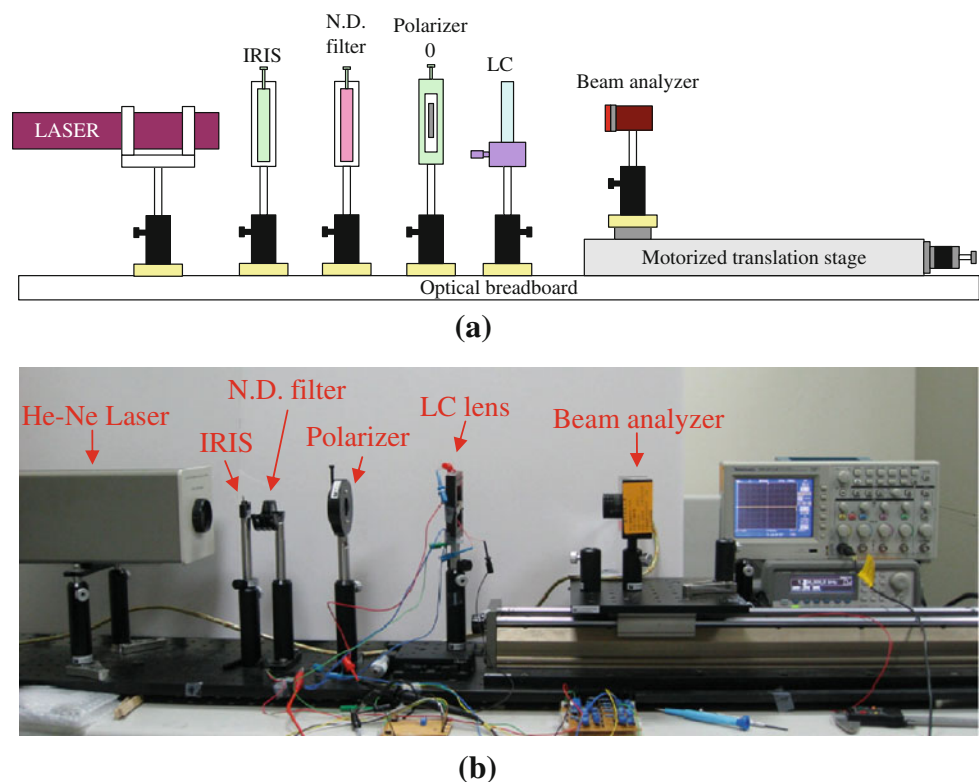 N.D.
filter
Polarizer
0
IRIS
LC
Beam analyzer
LASER
Motorized translation stage
Optical breadboard
(a)
N.D. filter
He-Ne Laser
LC lens
Beam analyzer
IRIS
Polarizer
Tektronix
(b)